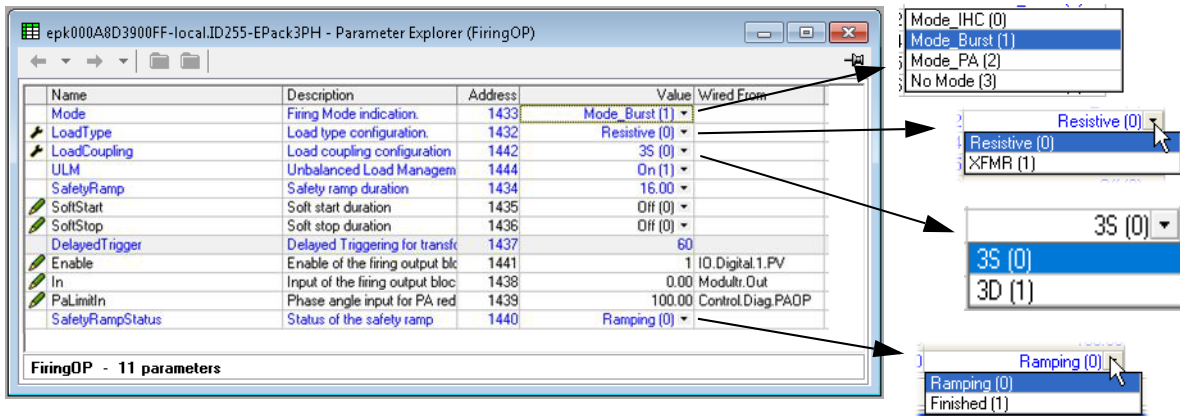 epk000A8D3900FF-local.ID255-EPack3PH - Parameter Explorer (FiringOP)
Name Description Address Value Wired From
Mode Firing Mode indication. 1433 Mode_Burst (1)
LoadType Load type configuration. 1432 Resistive (0)
LoadCoupling Load coupling configuration 1442 3S (0)
ULM Unbalanced Load Managem 1444 On (1)
SafetyRamp Safety ramp duration 1434 16.00
SoftStart Soft start duration 1435 Off (0)
SoftStop Soft stop duration 1436 Off (0)
DelayedTrigger Delayed Triggering for transfo 1437 60
Enable Enable of the firing output blo 1441 1 IO.Digital.1.PV
In Input of the firing output bloc 1438 0.00 Modultr.Out
PaLimitIn Phase angle input for PA red 1439 100.00 Control.Diag.PAOP
SafetyRampStatus Status of the safety ramp 1440 Ramping (0)
FiringOP - 11 parameters
Mode_IHC (0)
Mode_Burst (1)
Mode_PA (2)
No Mode (3)
Resistive (0)
Resistive (0)
XFMR (1)
3S (0)
3S (0)
3D (1)
Ramping (0)
Ramping (0)
Finished (1)